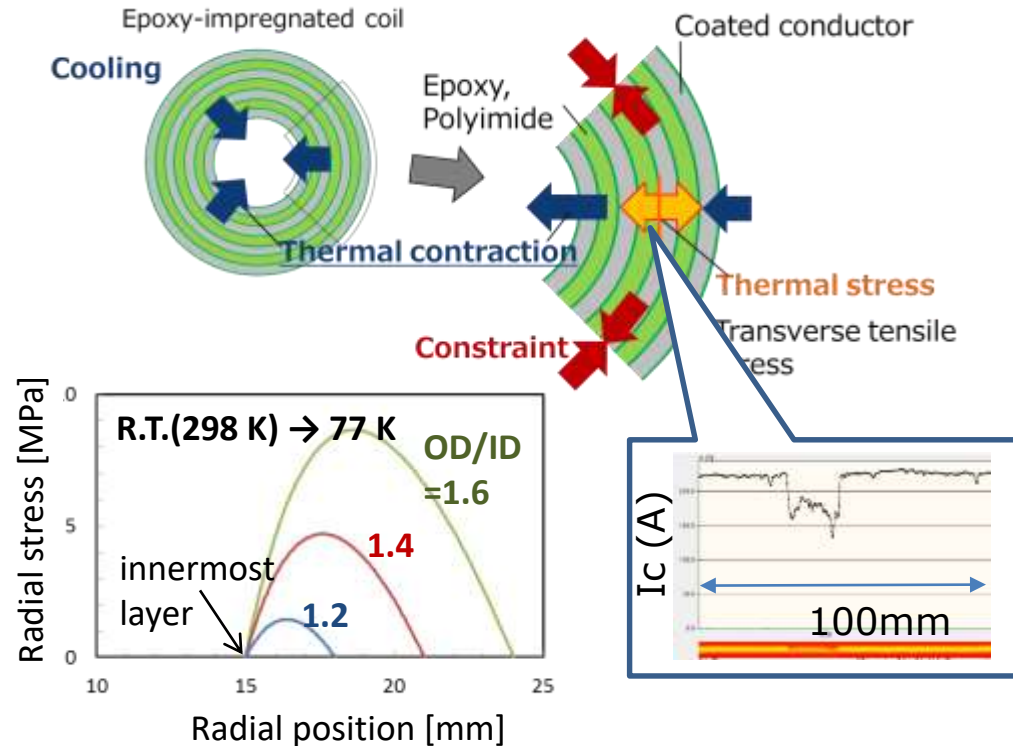 Epoxy-impregnated coil
Cooling
Thermal contraction
Coated conductor
Epoxy,
Polyimide
Thermal stress
Transverse tensile
ress
Constraint
Radial stress [MPa]
0
5
0
R.T.(298 K) → 77 K
OD/ID
=1.6
1.4
1.2
innermost
layer
10
15
20
25
Radial position [mm]
Ic (A)
100mm